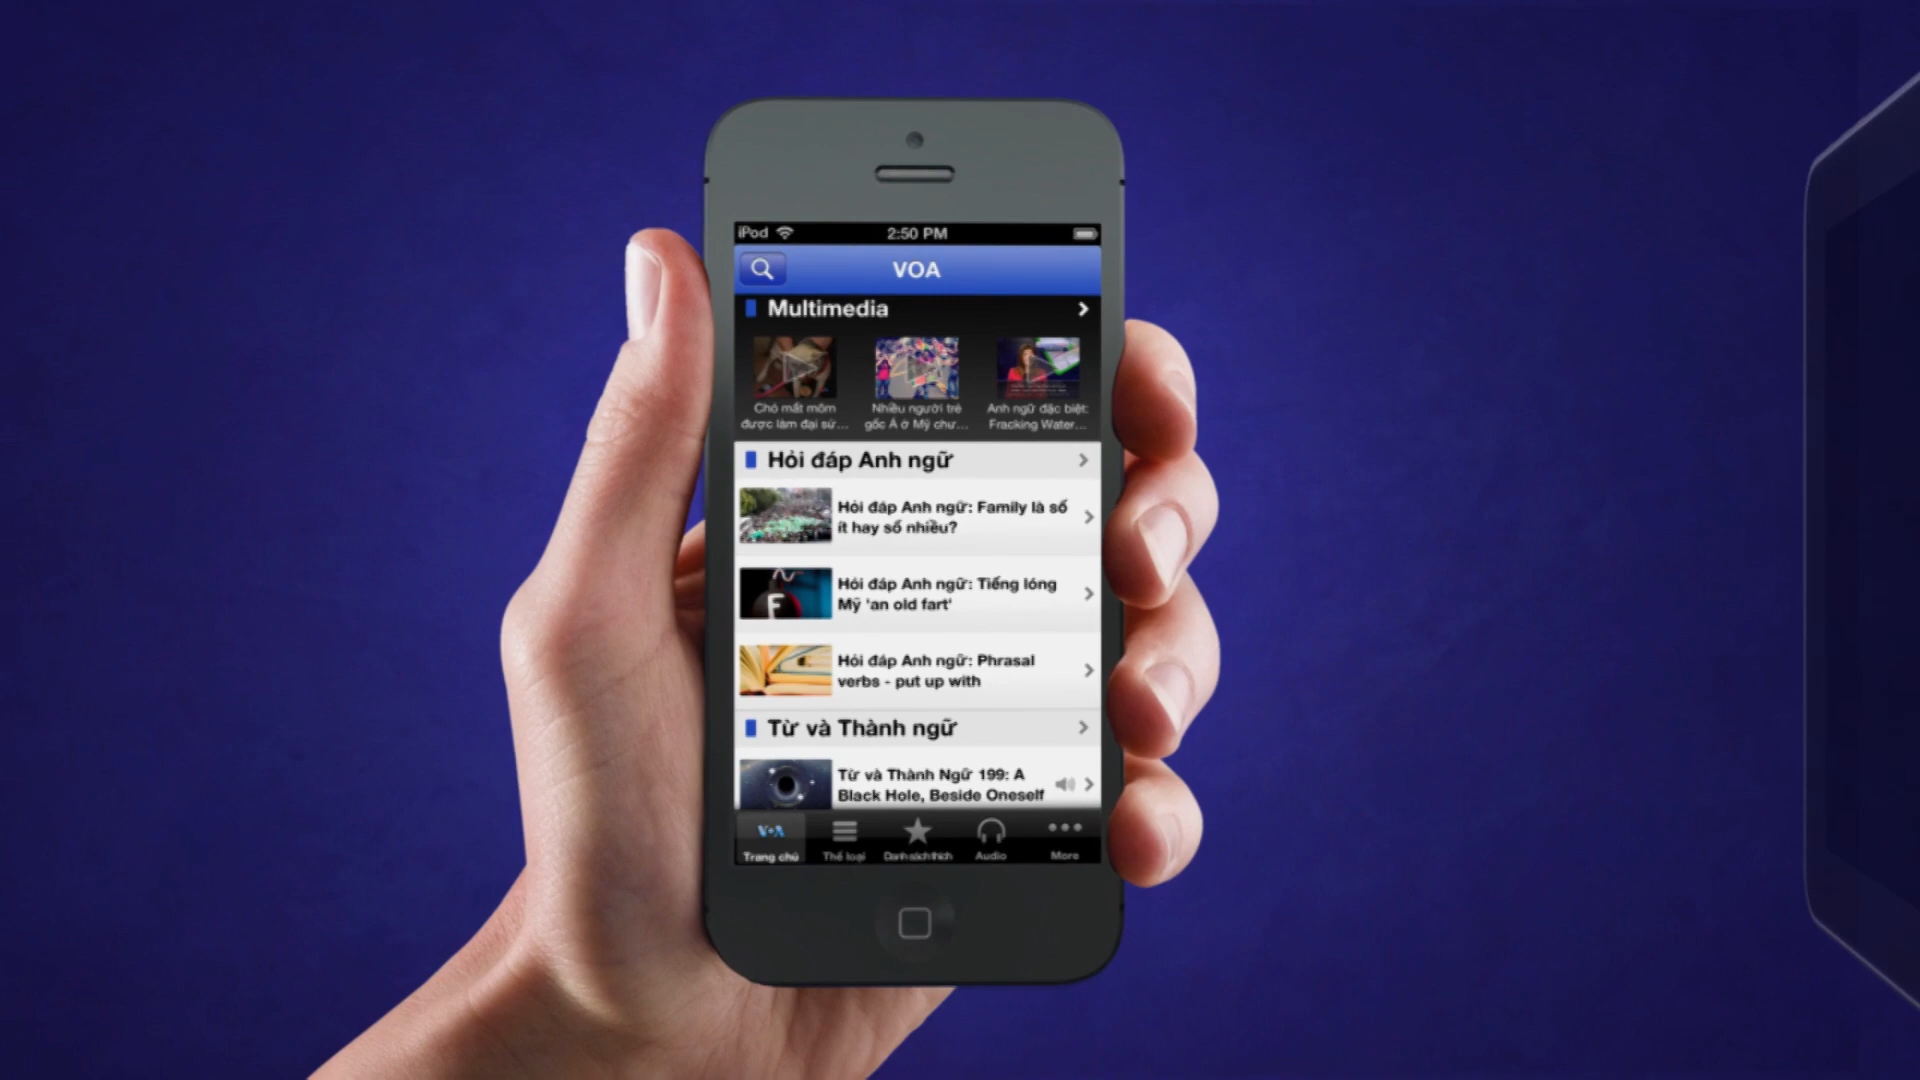 iPod 2:50 PM
VOA
Multimedia
Chó mất mõm
được làm đại sứ...
Nhiều người trẻ
gốc Á ở Mỹ chư...
Anh ngữ đặc biệt:
Fracking Water...
Hỏi đáp Anh ngữ
Hỏi đáp Anh ngữ: Family là số
ít hay số nhiều?
Hỏi đáp Anh ngữ: Tiếng lóng
Mỹ 'an old fart'
F
Hỏi đáp Anh ngữ: Phrasal
verbs - put up with
Từ và Thành ngữ
Từ và Thành Ngữ 199: A
Black Hole, Beside Oneself
VOA
Trang chủ
Thể loại
Danh sách thích
Audio
More